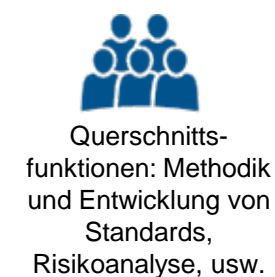 Querschnitts-
funktionen: Methodik
und Entwicklung von
Standards,
Risikoanalyse, usw.